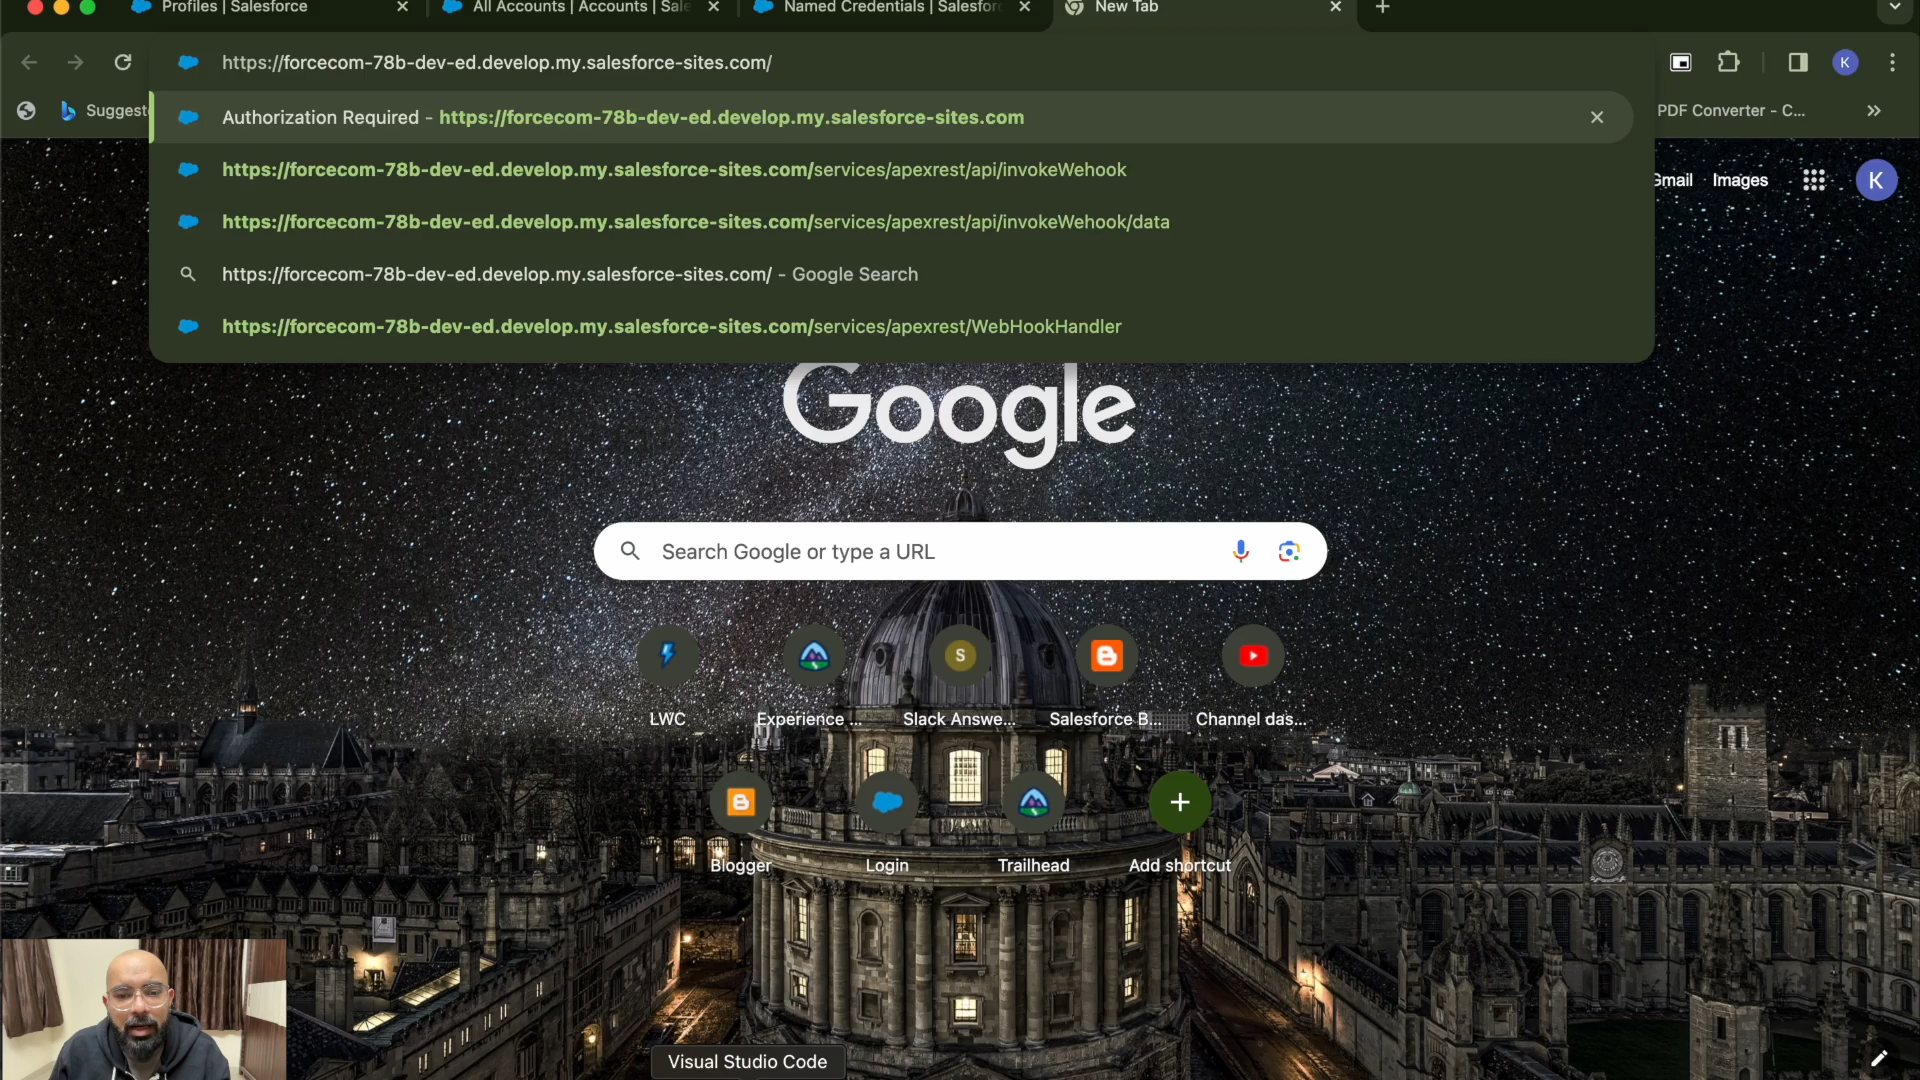 Profiles | Salesforce
All Accounts | Accounts | Sale
Named Credentials | Salesforc
New Tab
https://forcecom-78b-dev-ed.develop.my.salesforce-sites.com/
K
Suggest
Authorization Required - https://forcecom-78b-dev-ed.develop.my.salesforce-sites.com
PDF Converter - C...
https://forcecom-78b-dev-ed.develop.my.salesforce-sites.com/services/apexrest/api/invokeWehook
Gmail
Images
K
https://forcecom-78b-dev-ed.develop.my.salesforce-sites.com/services/apexrest/api/invokeWehook/data
https://forcecom-78b-dev-ed.develop.my.salesforce-sites.com/ - Google Search
https://forcecom-78b-dev-ed.develop.my.salesforce-sites.com/services/apexrest/WebHookHandler
Google
Search Google or type a URL
S
LWC
Experience ...
Slack Answe...
Salesforce B...
Channel das...
Blogger
Login
Trailhead
Add shortcut
Visual Studio Code